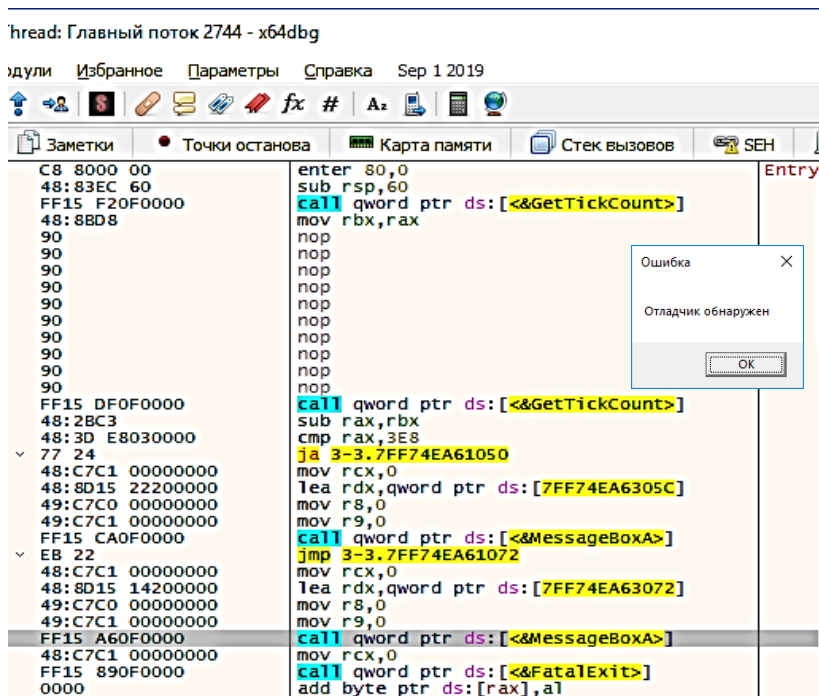 Thread: Главный поток 2744 - x64dbg
одули Избранное Параметры Справка Sep 1 2019
S fx # Az
Заметки Точки останова Карта памяти Стек вызовов SEH
C8 8000 00 enter 80,0 Entry
48:83EC 60 sub rsp,60
FF15 F20F0000 call qword ptr ds:[<&GetTickCount>]
48:8BD8 mov rbx,rax
90 nop
90 nop
90 nop
90 nop
90 nop
90 nop
90 nop
90 nop
90 nop
90 nop
FF15 DF0F0000 call qword ptr ds:[<&GetTickCount>]
48:2BC3 sub rax,rbx
48:3D E8030000 cmp rax,3E8
77 24 ja 3-3.7FF74EA61050
48:C7C1 00000000 mov rcx,0
48:8D15 22200000 lea rdx,qword ptr ds:[7FF74EA6305C]
49:C7C0 00000000 mov r8,0
49:C7C1 00000000 mov r9,0
FF15 CA0F0000 call qword ptr ds:[<&MessageBoxA>]
EB 22 jmp 3-3.7FF74EA61072
48:C7C1 00000000 mov rcx,0
48:8D15 14200000 lea rdx,qword ptr ds:[7FF74EA63072]
49:C7C0 00000000 mov r8,0
49:C7C1 00000000 mov r9,0
FF15 A60F0000 call qword ptr ds:[<&MessageBoxA>]
48:C7C1 00000000 mov rcx,0
FF15 890F0000 call qword ptr ds:[<&FatalExit>]
0000 add byte ptr ds:[rax],al
Ошибка
Отладчик обнаружен
OK